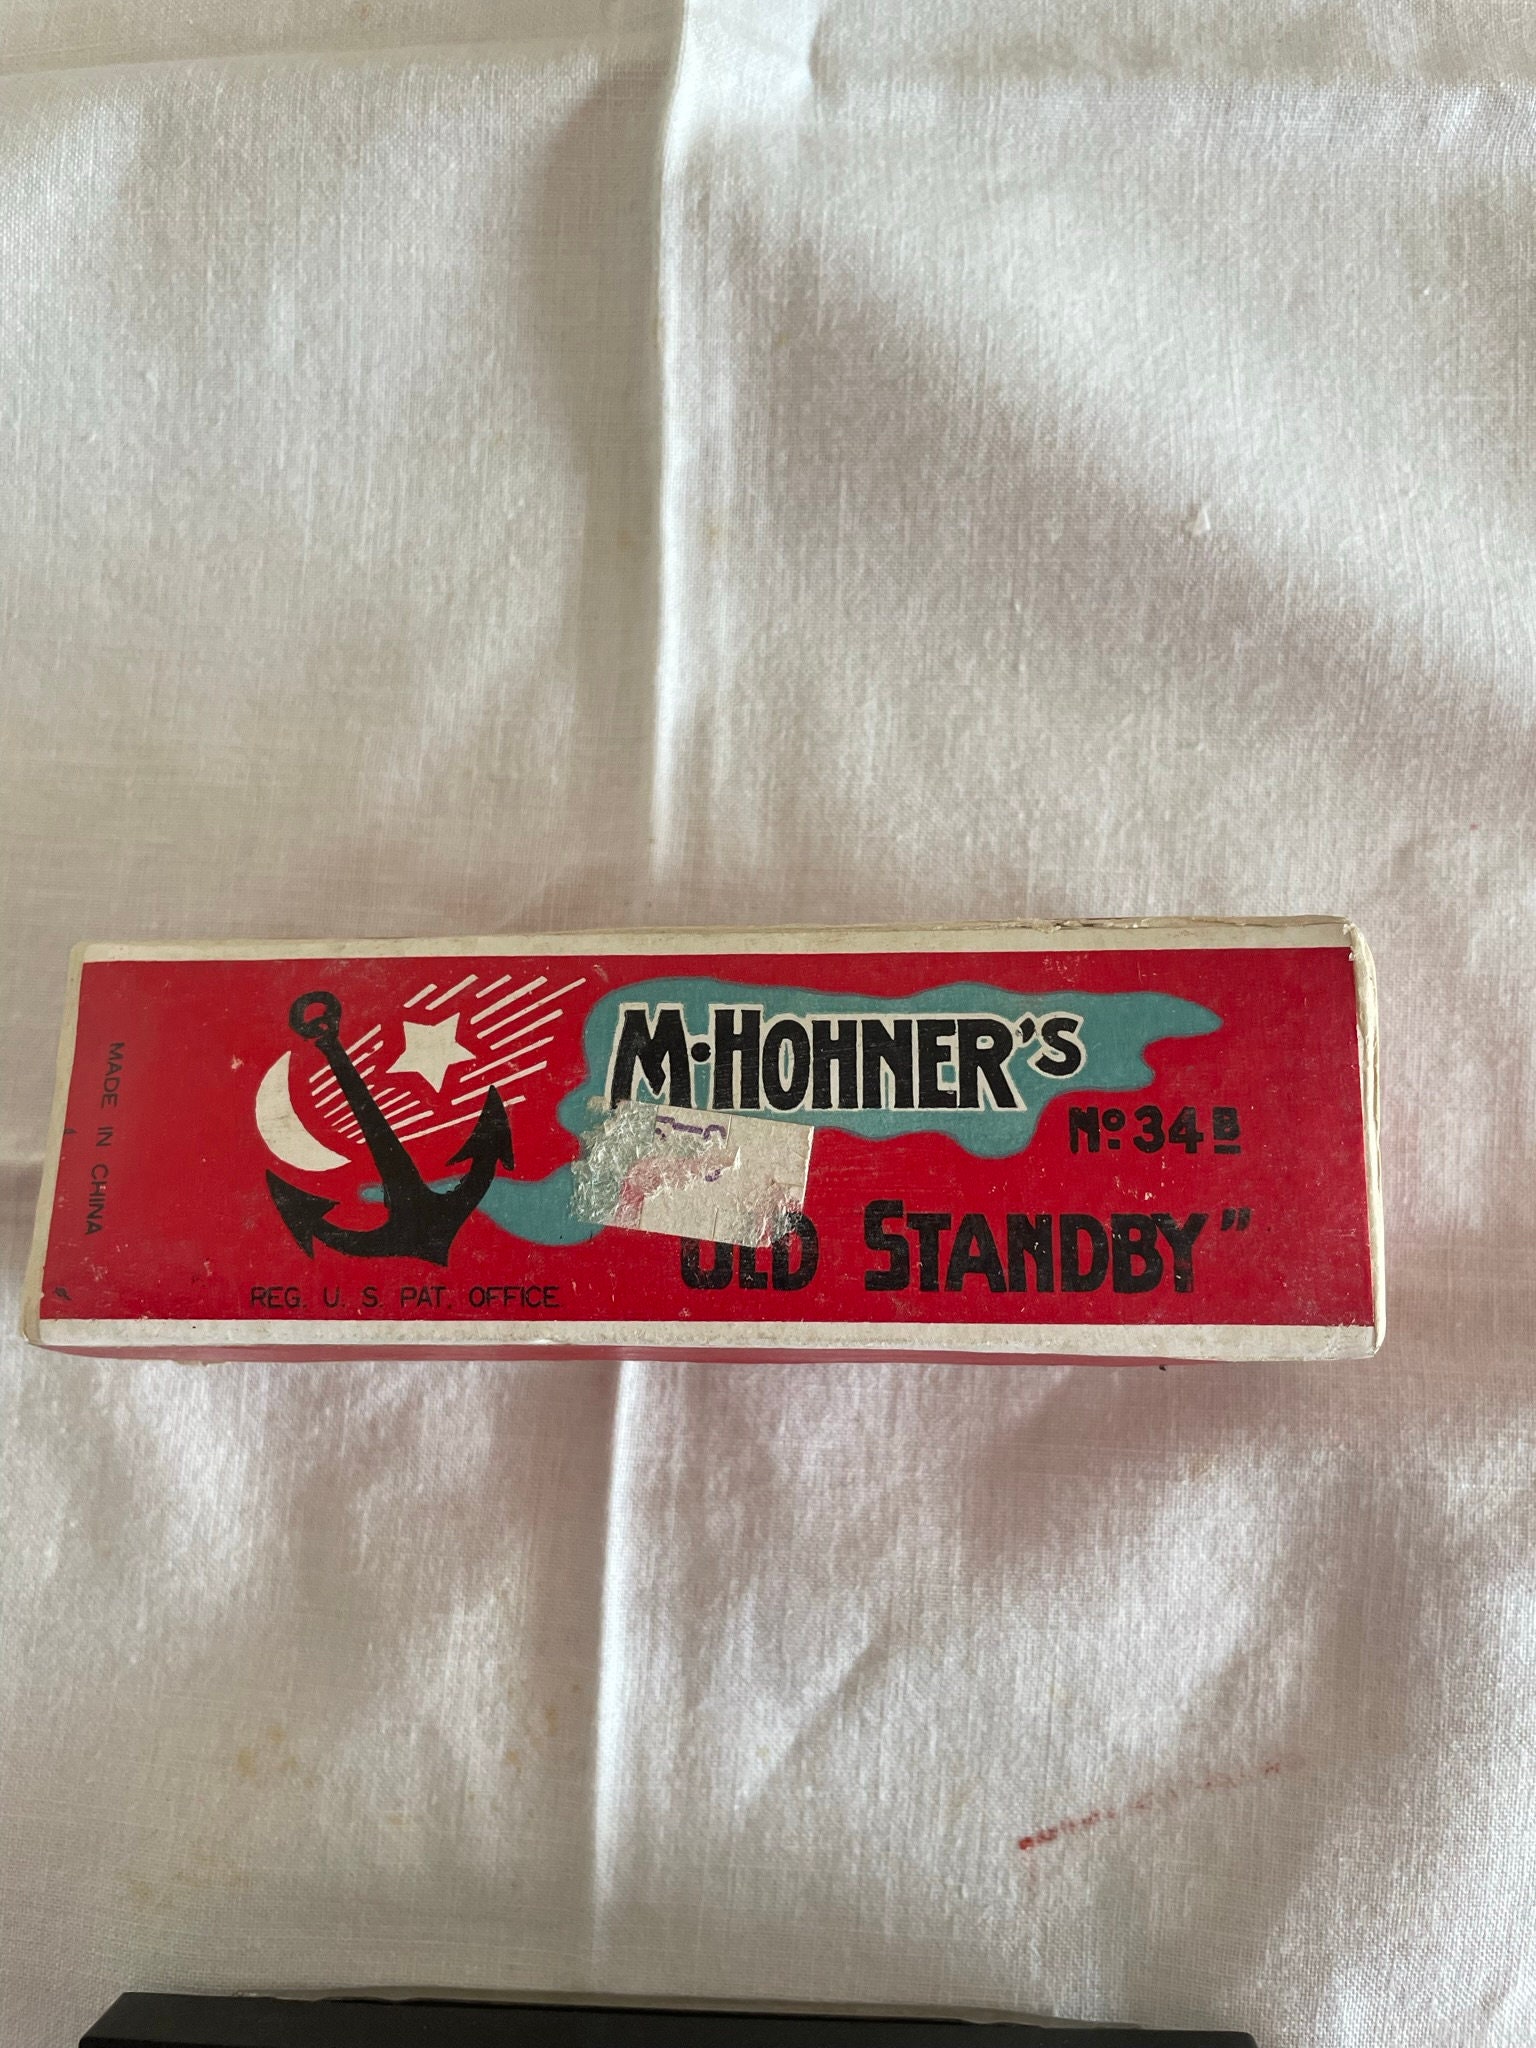 M. HOHNER'S
No: 34B
OLD STANDBY"
REG. U. S. PAT. OFFICE
MADE IN CHINA